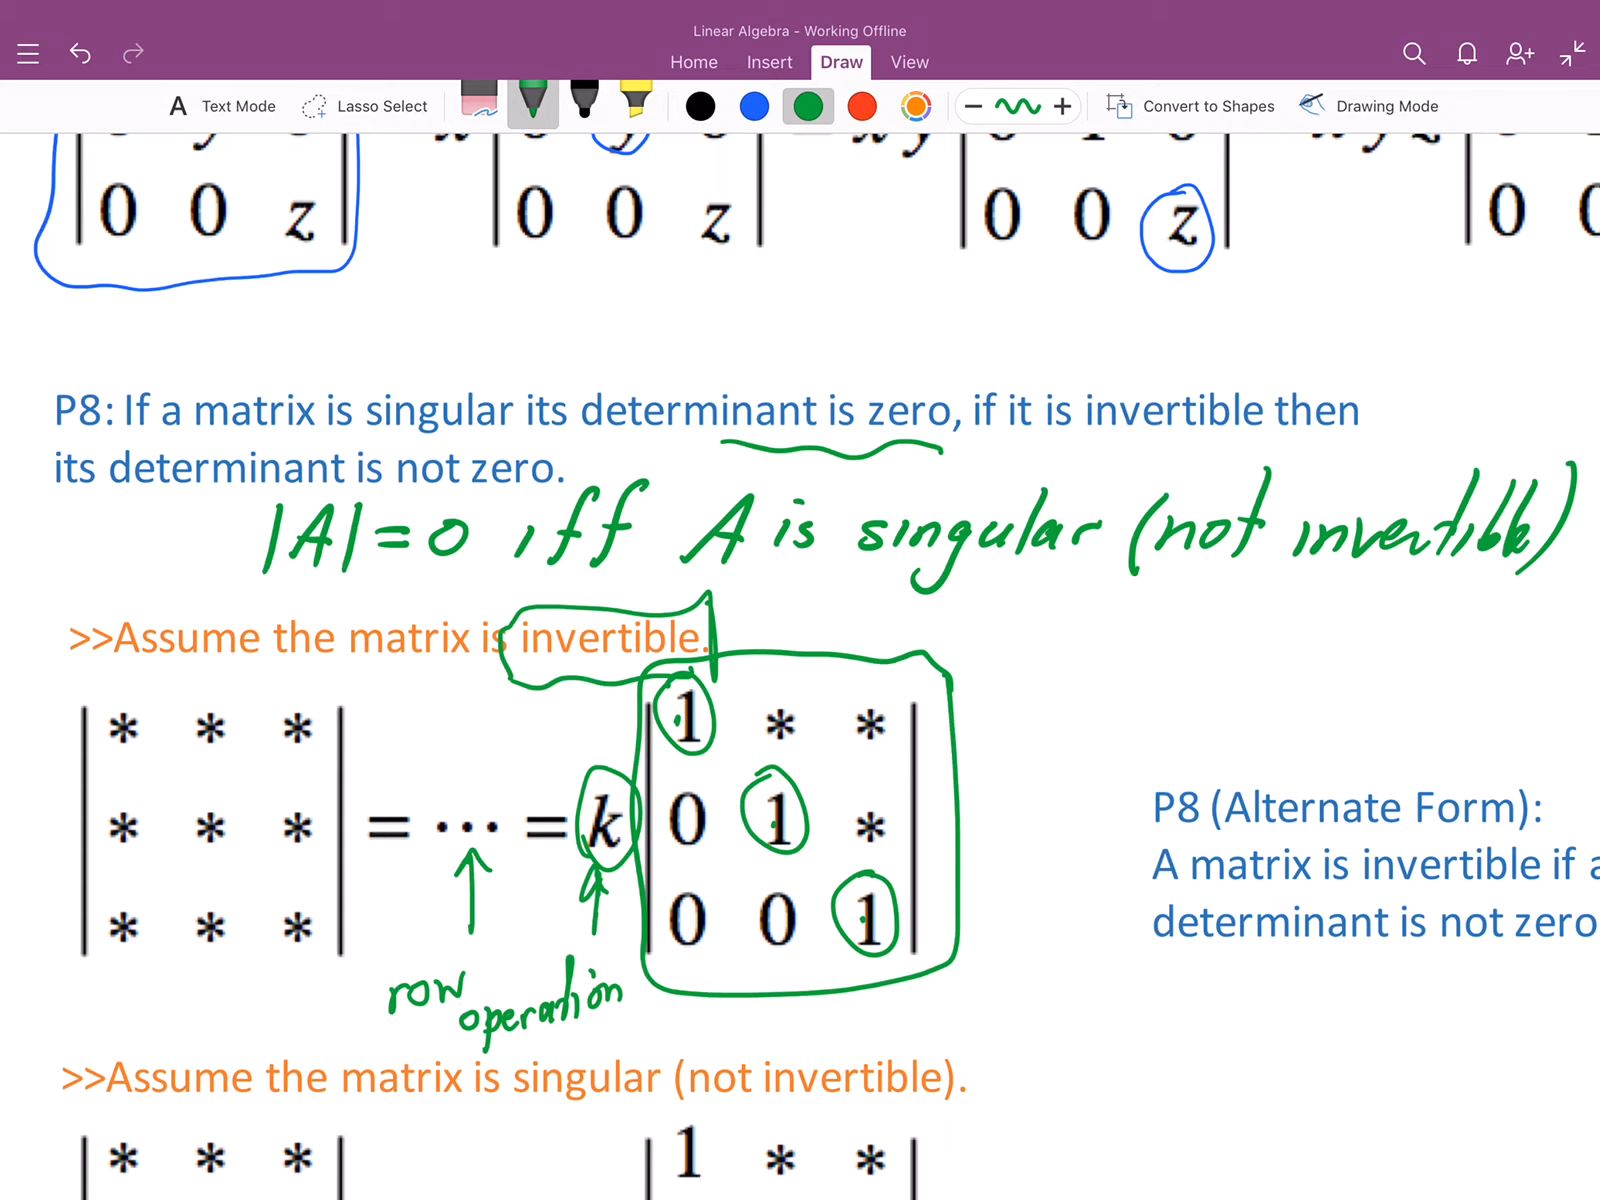 Linear Algebra - Working Offline
Home Insert Draw View
A Text Mode Lasso Select Convert to Shapes Drawing Mode
0 0 z 0 0 z 0 0 z 0
P8: If a matrix is singular its determinant is zero, if it is invertible then
its determinant is not zero.
|A|=0 iff A is singular (not invertible)
>>Assume the matrix is invertible.
| * * * | | 1 * * |
| * * * | = ⋯ = k | 0 1 * |
| * * * | | 0 0 1 |
row operation
P8 (Alternate Form):
A matrix is invertible if a
determinant is not zero
>>Assume the matrix is singular (not invertible).
| * * * | | 1 * * |